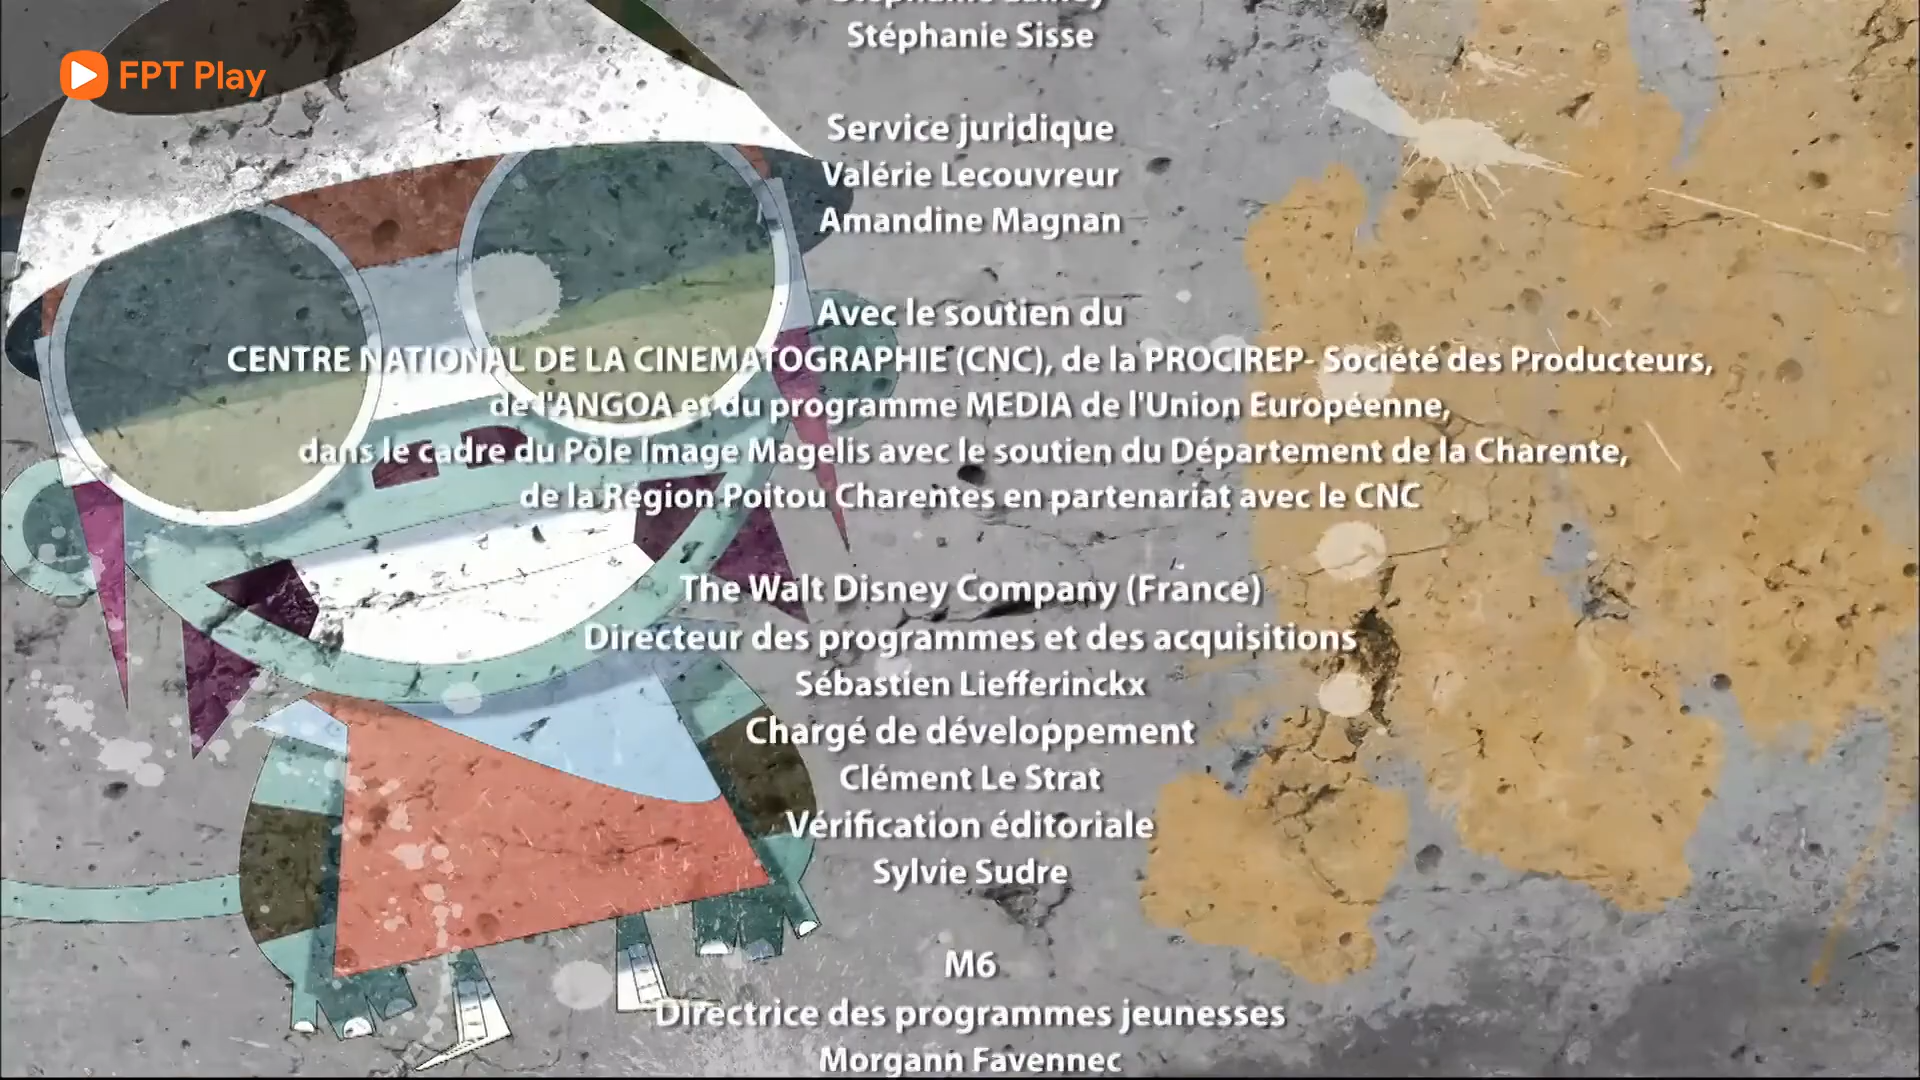 Stéphanie Sisse
FPT Play
Service juridique
Valérie Lecouvreur
Amandine Magnan
Avec le soutien du
CENTRE NATIONAL DE LA CINEMATOGRAPHIE (CNC), de la PROCIREP- Société des Producteurs,
de l'ANGOA et du programme MEDIA de l'Union Européenne,
dans le cadre du Pôle Image Magelis avec le soutien du Département de la Charente,
de la Région Poitou Charentes en partenariat avec le CNC
The Walt Disney Company (France)
Directeur des programmes et des acquisitions
Sébastien Liefferinckx
Chargé de développement
Clément Le Strat
Vérification éditoriale
Sylvie Sudre
M6
Directrice des programmes jeunesses
Morgann Favennec